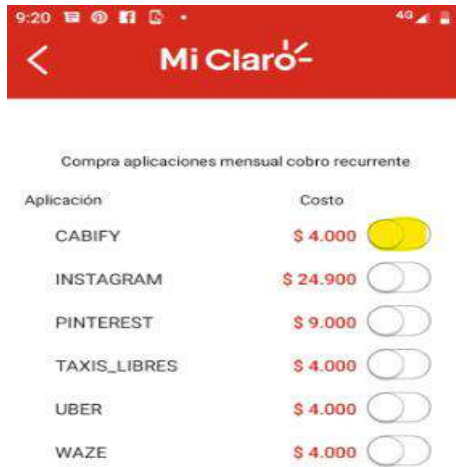 9:20
4G
Mi Claro
Compra aplicaciones mensual cobro recurrente
Aplicación Costo
CABIFY $ 4.000
INSTAGRAM $ 24.900
PINTEREST $ 9.000
TAXIS_LIBRES $ 4.000
UBER $ 4.000
WAZE $ 4.000